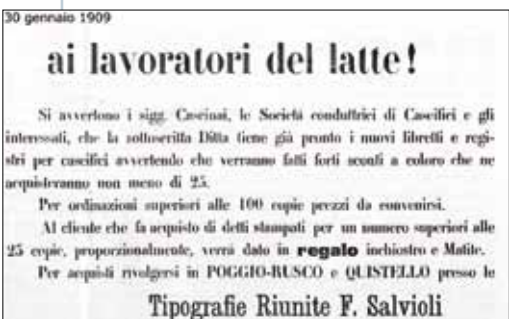 30 gennaio 1909
ai lavoratori del latte!
Si avvertono i sigg. Cascinai, le Società conduttrici di Caseifici e gli
interessati, che la sottoscritta Ditta tiene già pronto i nuovi libretti e regi-
stri per caseifici avvertendo che verranno fatti forti sconti a coloro che ne
acquisteranno non meno di 25.
Per ordinazioni superiori alle 100 copie prezzi da convenirsi.
Al cliente che fa acquisto di detti stampati per un numero superiori alle
25 copie, proporzionalmente, verrà dato in regalo inchiostro e Matite.
Per acquisti rivolgersi in POGGIO-RUSCO e QUISTELLO presso le
Tipografie Riunite F. Salvioli